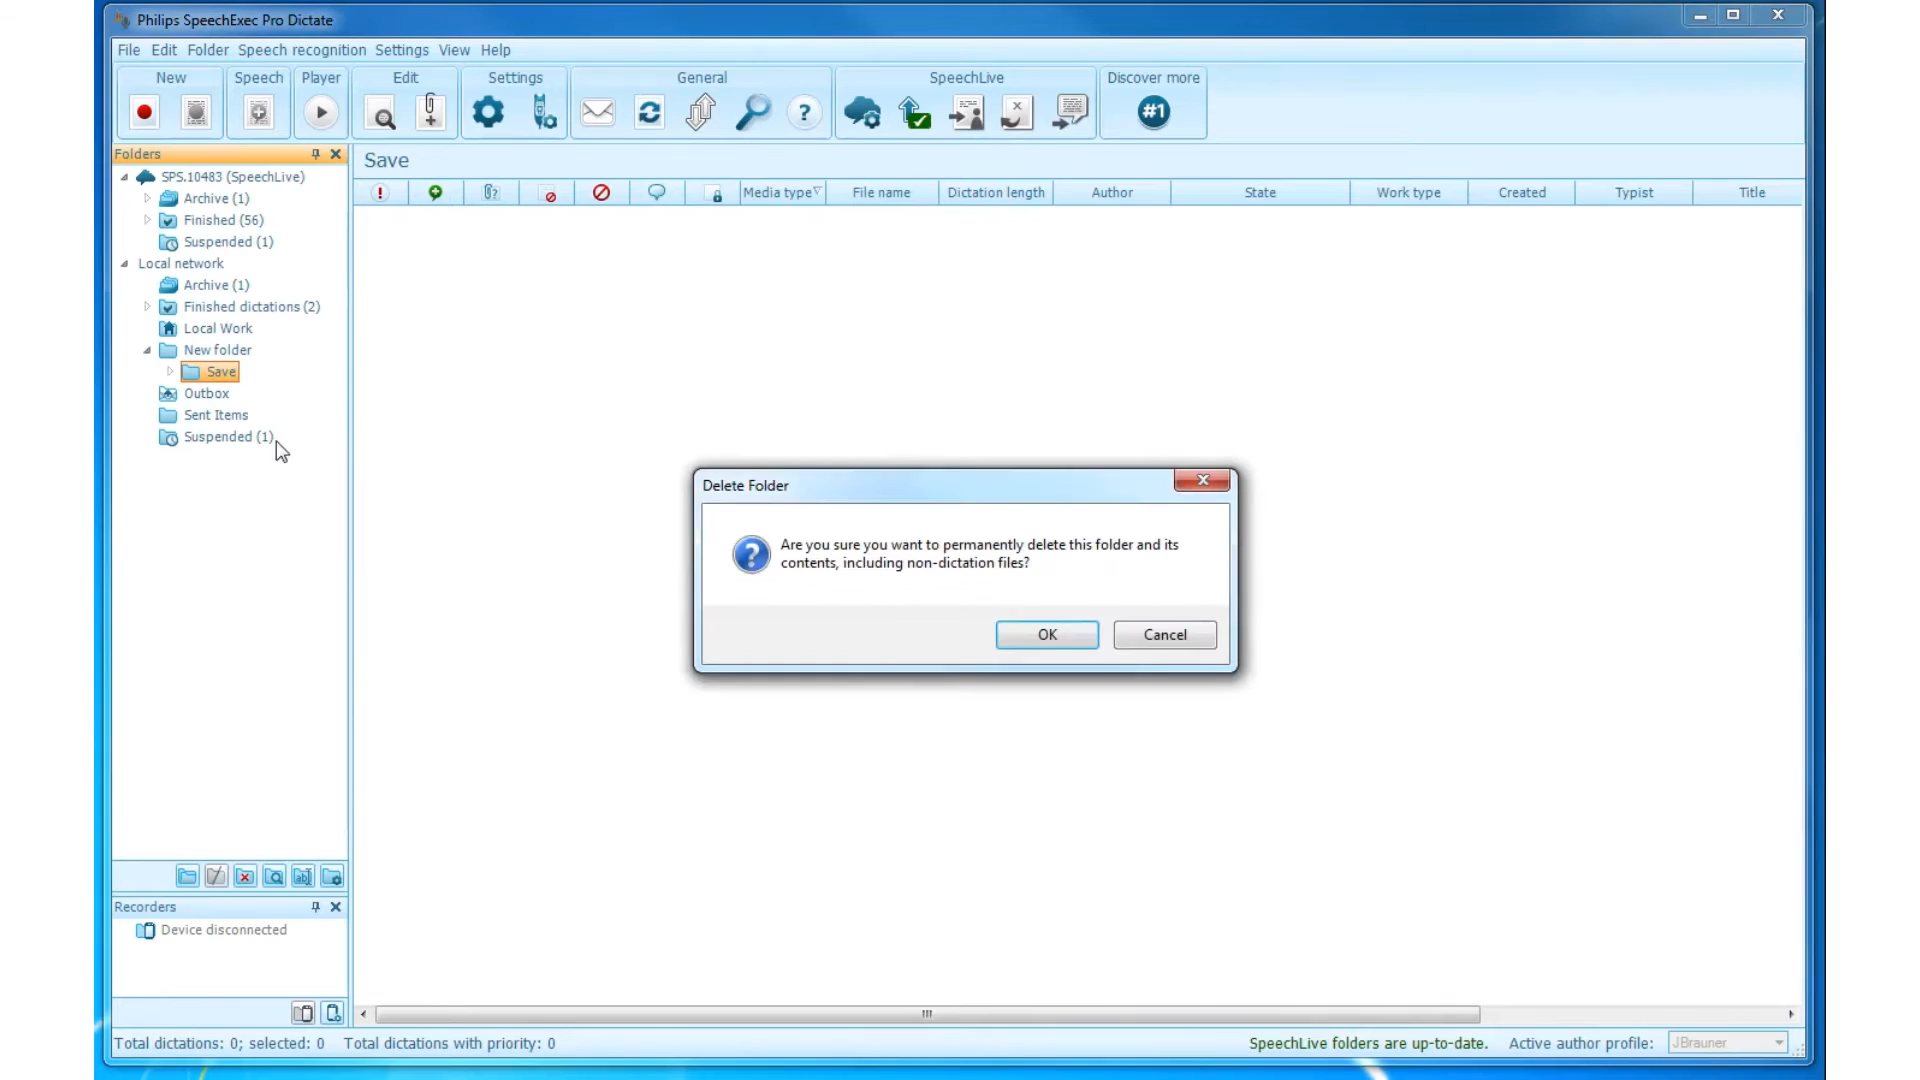 Philips SpeechExec Pro Dictate
File Edit Folder Speech recognition Settings View Help
New Speech Player Edit Settings General SpeechLive Discover more
#1
Folders
Save
SPS.10483 (SpeechLive)
Archive (1)
Finished (56)
Suspended (1)
Local network
Archive (1)
Finished dictations (2)
Local Work
New folder
Save
Outbox
Sent Items
Suspended (1)
Media type File name Dictation length Author State Work type Created Typist Title
Delete Folder
Are you sure you want to permanently delete this folder and its
contents, including non-dictation files?
OK Cancel
Recorders
Device disconnected
Total dictations: 0; selected: 0 Total dictations with priority: 0 SpeechLive folders are up-to-date. Active author profile: JBrauner